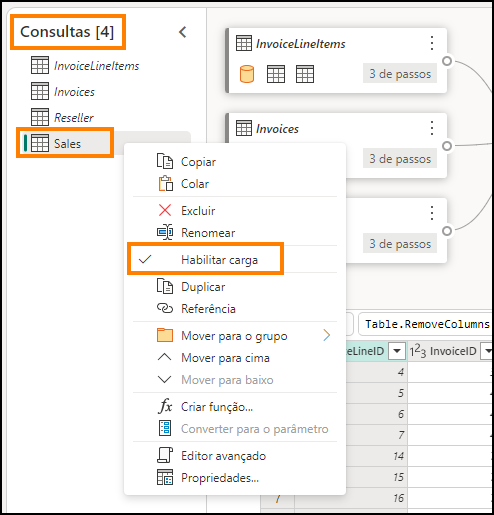 Consultas [4]
InvoiceLineItems
Invoices
Reseller
Sales
InvoiceLineItems
3 de passos
Invoices
3 de passos
3 de passos
Copiar
Colar
Excluir
Renomear
Habilitar carga
Duplicar
Referência
Mover para o grupo
Mover para cima
Mover para baixo
Criar função...
Converter para o parâmetro
Editor avançado
Propriedades...
Table.RemoveColumns
eLineID 123 InvoiceID
4
5
6
7
14
15
7 16